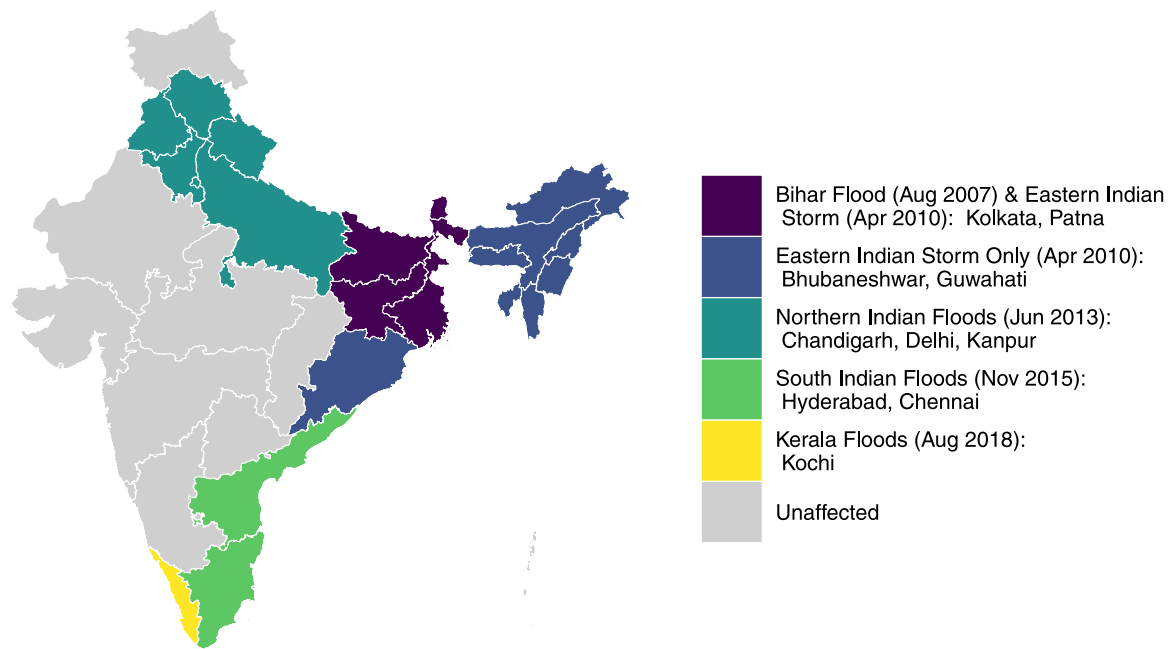 Bihar Flood (Aug 2007) & Eastern Indian
Storm (Apr 2010): Kolkata, Patna
Eastern Indian Storm Only (Apr 2010):
Bhubaneshwar, Guwahati
Northern Indian Floods (Jun 2013):
Chandigarh, Delhi, Kanpur
South Indian Floods (Nov 2015):
Hyderabad, Chennai
Kerala Floods (Aug 2018):
Kochi
Unaffected